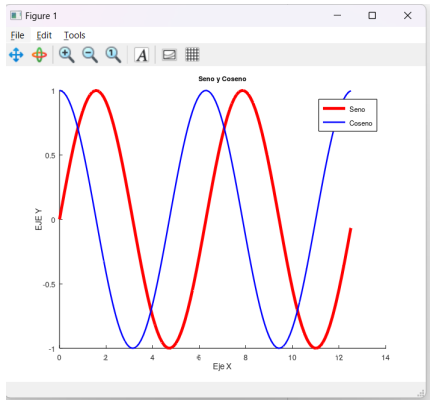 Figure 1
File Edit Tools
A
Seno y Coseno
Seno
Coseno
EJE Y
1
0.5
0
-0.5
-1
0 2 4 6 8 10 12 14
Eje X